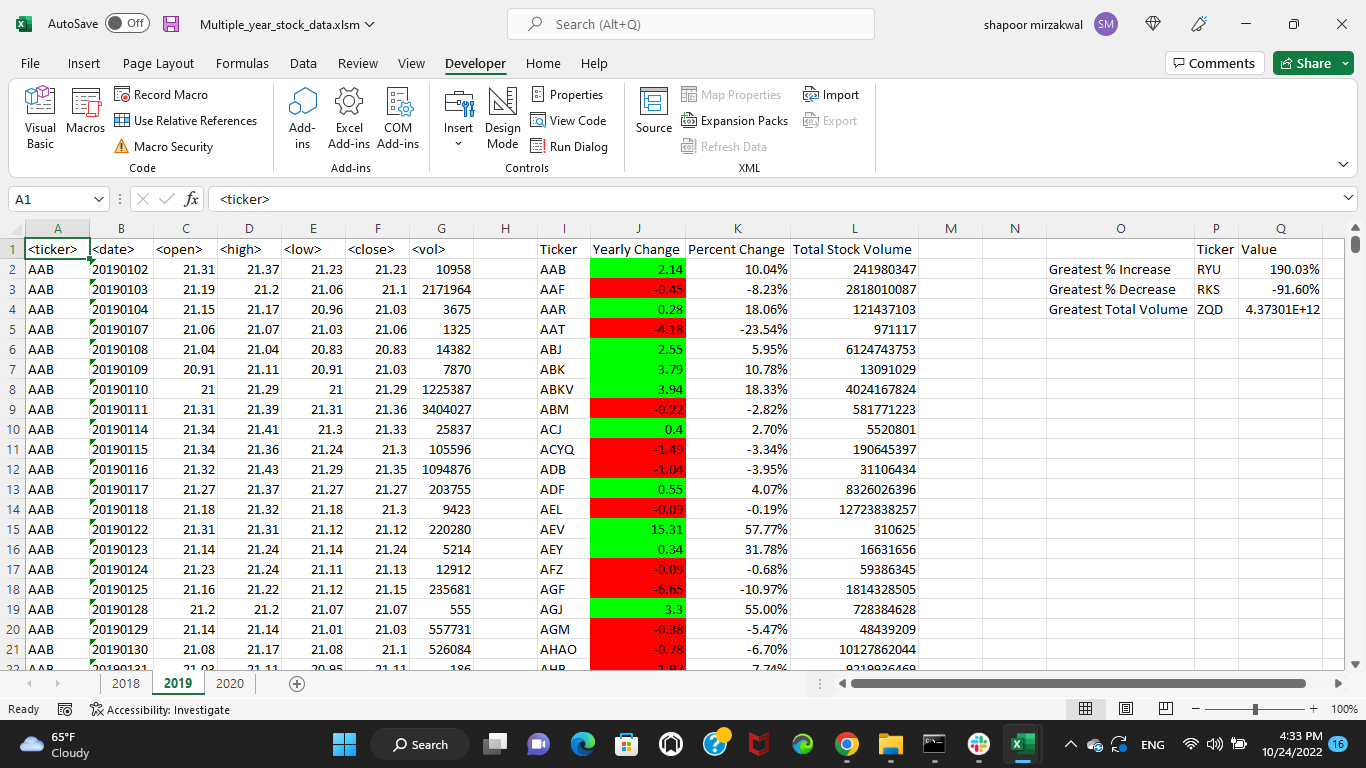 AutoSave Off Multiple_year_stock_data.xlsm Search (Alt+Q) shapoor mirzakwal SM
File Insert Page Layout Formulas Data Review View Developer Home Help Comments Share
Visual Basic Macros Record Macro Use Relative References Macro Security Code
Add-ins Excel Add-ins COM Add-ins Add-ins
Insert Design Mode Properties View Code Run Dialog Controls
Source Map Properties Expansion Packs Refresh Data Import Export XML
A1 fx <ticker>
A B C D E F G H I J K L M N O P Q
1 <ticker> <date> <open> <high> <low> <close> <vol> Ticker Yearly Change Percent Change Total Stock Volume Ticker Value
2 AAB 20190102 21.31 21.37 21.23 21.23 10958 AAB 2.14 10.04% 241980347 Greatest % Increase RYU 190.03%
3 AAB 20190103 21.19 21.2 21.06 21.1 2171964 AAF -0.45 -8.23% 2818010087 Greatest % Decrease RKS -91.60%
4 AAB 20190104 21.15 21.17 20.96 21.03 3675 AAR 0.28 18.06% 121437103 Greatest Total Volume ZQD 4.37301E+12
5 AAB 20190107 21.06 21.07 21.03 21.06 1325 AAT -4.18 -23.54% 971117
6 AAB 20190108 21.04 21.04 20.83 20.83 14382 ABJ 2.55 5.95% 6124743753
7 AAB 20190109 20.91 21.11 20.91 21.03 7870 ABK 3.79 10.78% 13091029
8 AAB 20190110 21 21.29 21 21.29 1225387 ABKV 3.94 18.33% 4024167824
9 AAB 20190111 21.31 21.39 21.31 21.36 3404027 ABM -0.22 -2.82% 581771223
10 AAB 20190114 21.34 21.41 21.3 21.33 25837 ACJ 0.4 2.70% 5520801
11 AAB 20190115 21.34 21.36 21.24 21.3 105596 ACYQ -1.49 -3.34% 190645397
12 AAB 20190116 21.32 21.43 21.29 21.35 1094876 ADB -1.04 -3.95% 31106434
13 AAB 20190117 21.27 21.37 21.27 21.27 203755 ADF 0.55 4.07% 8326026396
14 AAB 20190118 21.18 21.32 21.18 21.3 9423 AEL -0.09 -0.19% 12723838257
15 AAB 20190122 21.31 21.31 21.12 21.12 220280 AEV 15.31 57.77% 310625
16 AAB 20190123 21.14 21.24 21.14 21.24 5214 AEY 0.34 31.78% 16631656
17 AAB 20190124 21.23 21.24 21.11 21.13 12912 AFZ -0.09 -0.68% 59386345
18 AAB 20190125 21.16 21.22 21.12 21.15 235681 AGF -6.65 -10.97% 1814328505
19 AAB 20190128 21.2 21.2 21.07 21.07 555 AGJ 3.3 55.00% 728384628
20 AAB 20190129 21.14 21.14 21.01 21.03 557731 AGM -0.38 -5.47% 48439209
21 AAB 20190130 21.08 21.17 21.08 21.1 526084 AHAO -0.78 -6.70% 10127862044
22 AAB 20190131 21.03 21.11 20.95 21.11 186
2018 2019 2020
Ready Accessibility: Investigate 100%
65°F
Cloudy
Search
ENG
4:33 PM
10/24/2022
16